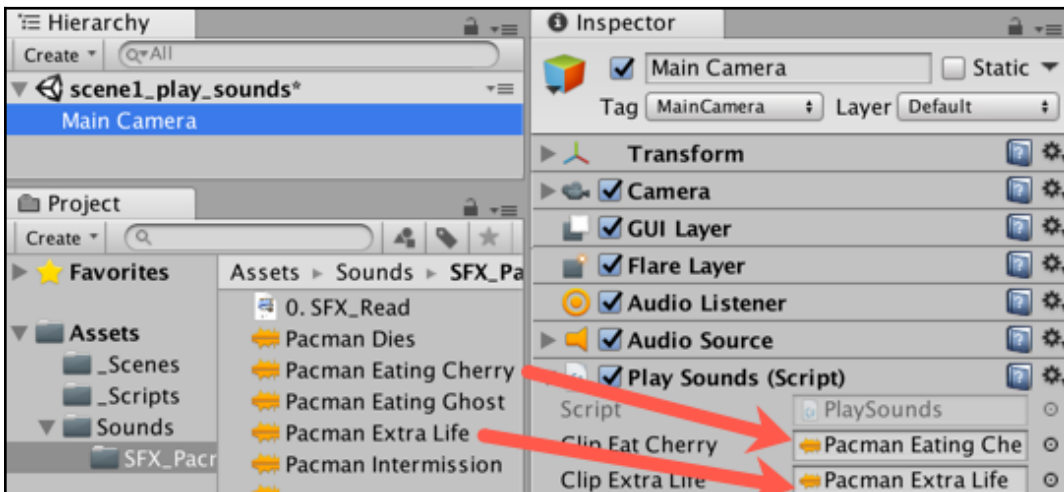 Hierarchy
Create
All
scene1_play_sounds*
Main Camera
Project
Create
Favorites
Assets
_Scenes
_Scripts
Sounds
SFX_Pacr
Assets Sounds SFX_Pa
0. SFX_Read
Pacman Dies
Pacman Eating Cherry
Pacman Eating Ghost
Pacman Extra Life
Pacman Intermission
Inspector
Main Camera Static
Tag MainCamera Layer Default
Transform
Camera
GUI Layer
Flare Layer
Audio Listener
Audio Source
Play Sounds (Script)
Script PlaySounds
Clip Eat Cherry Pacman Eating Che
Clip Extra Life Pacman Extra Life